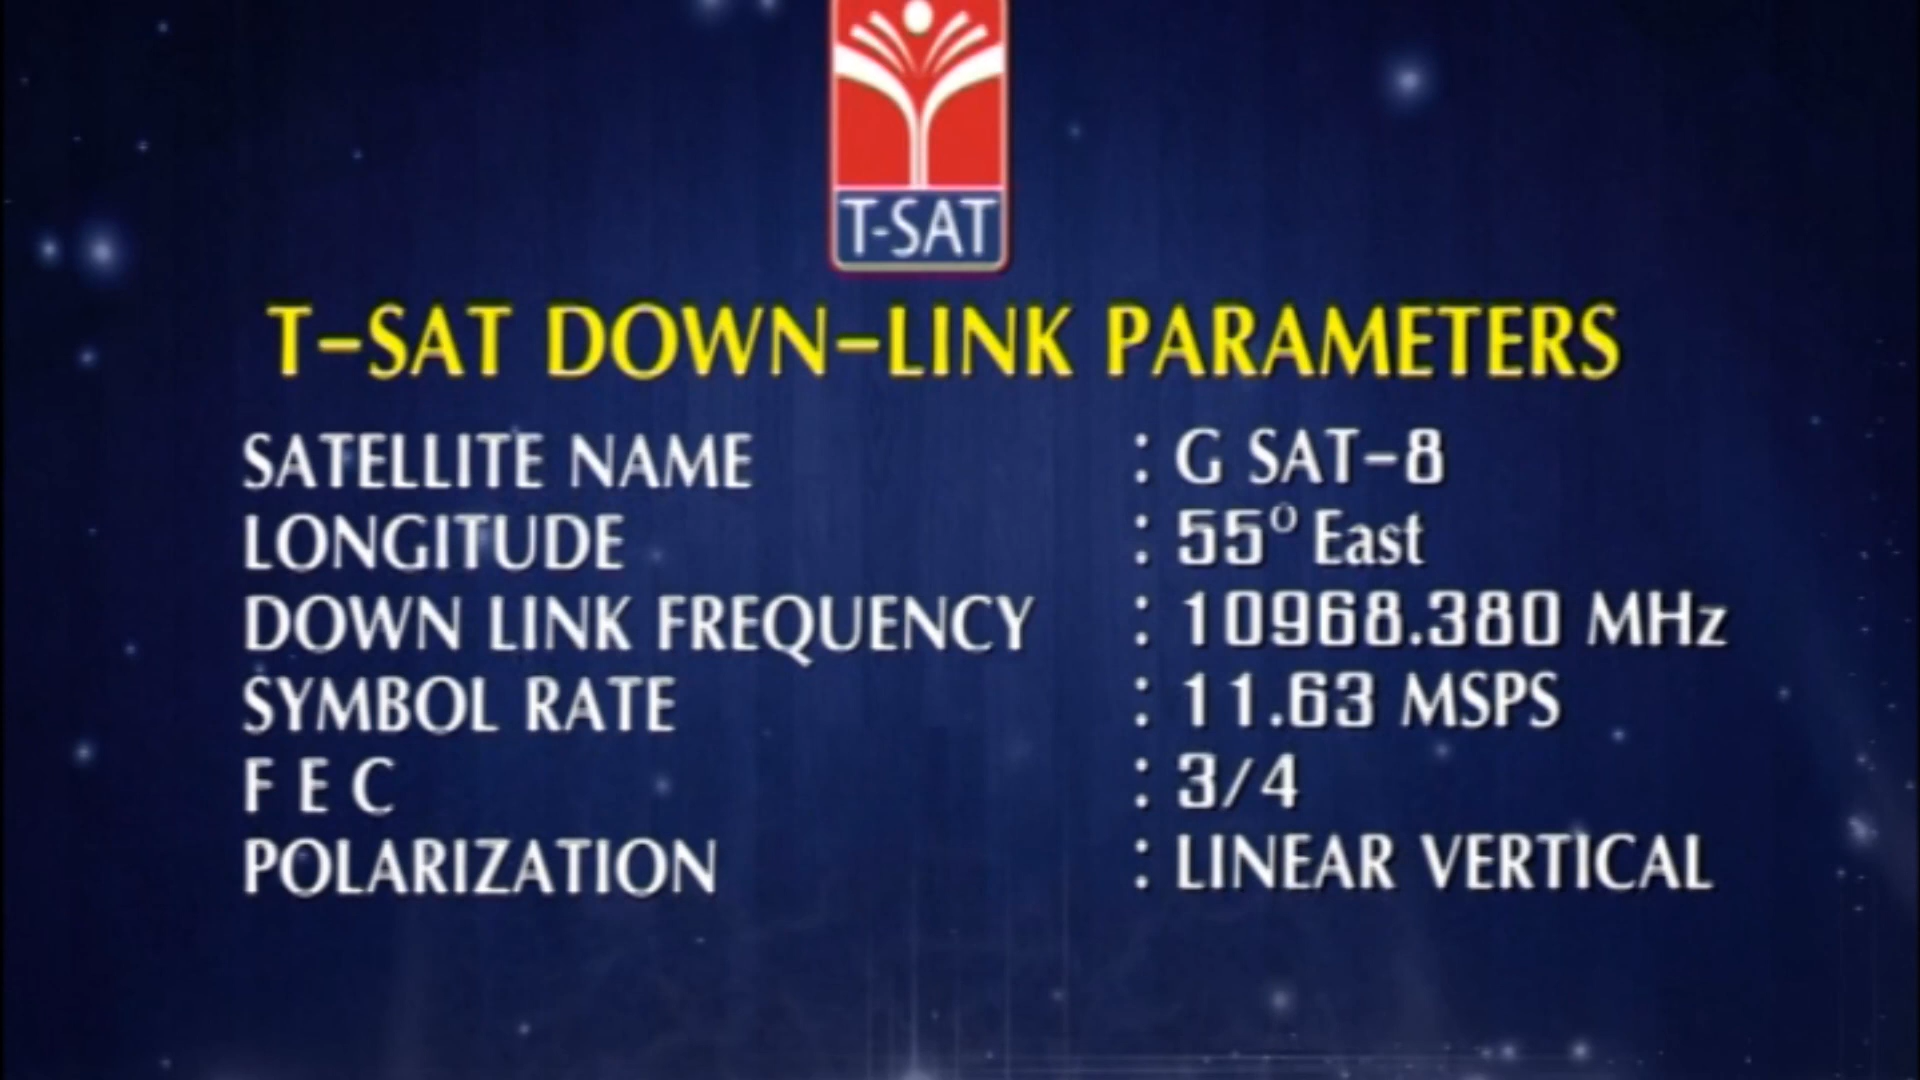 T-SAT
T-SAT DOWN-LINK PARAMETERS
SATELLITE NAME : G SAT-8
LONGITUDE : 55° East
DOWN LINK FREQUENCY : 10968.380 MHz
SYMBOL RATE : 11.63 MSPS
F E C : 3/4
POLARIZATION : LINEAR VERTICAL